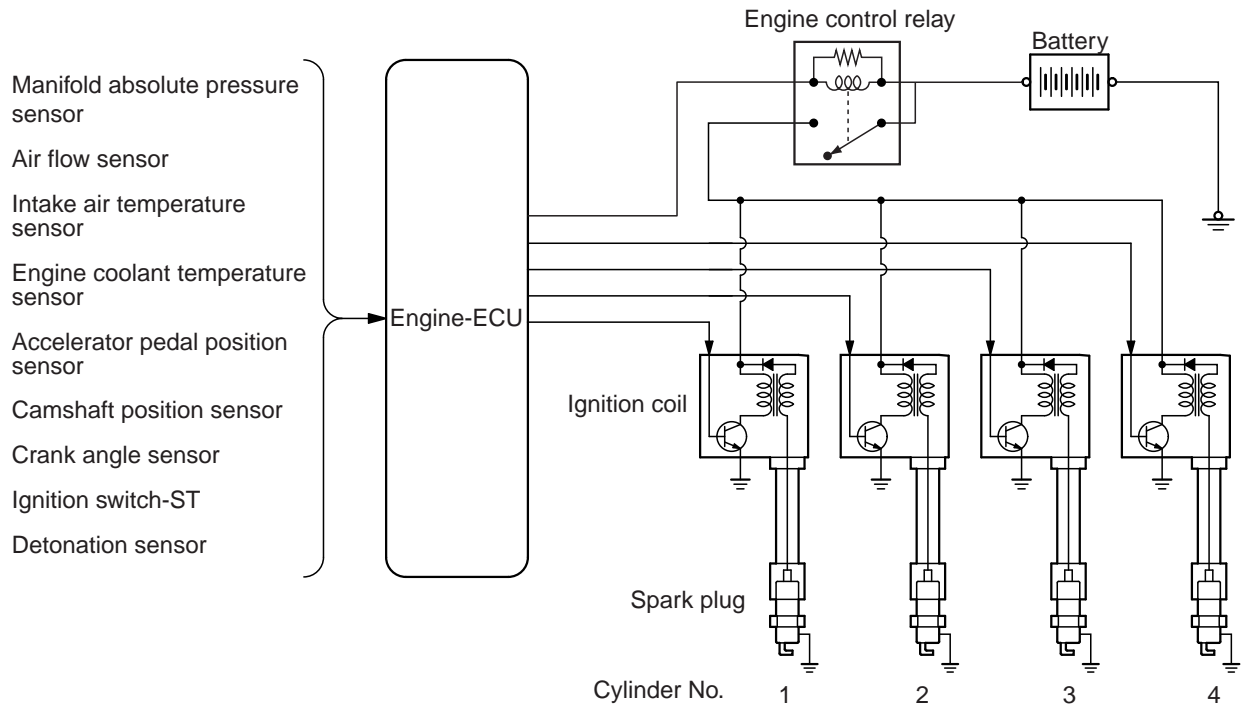 Engine control relay
Battery
Manifold absolute pressure
sensor
Air flow sensor
Intake air temperature
sensor
Engine coolant temperature
sensor
Accelerator pedal position
sensor
Camshaft position sensor
Crank angle sensor
Ignition switch-ST
Detonation sensor
Engine-ECU
Ignition coil
Spark plug
Cylinder No. 1 2 3 4